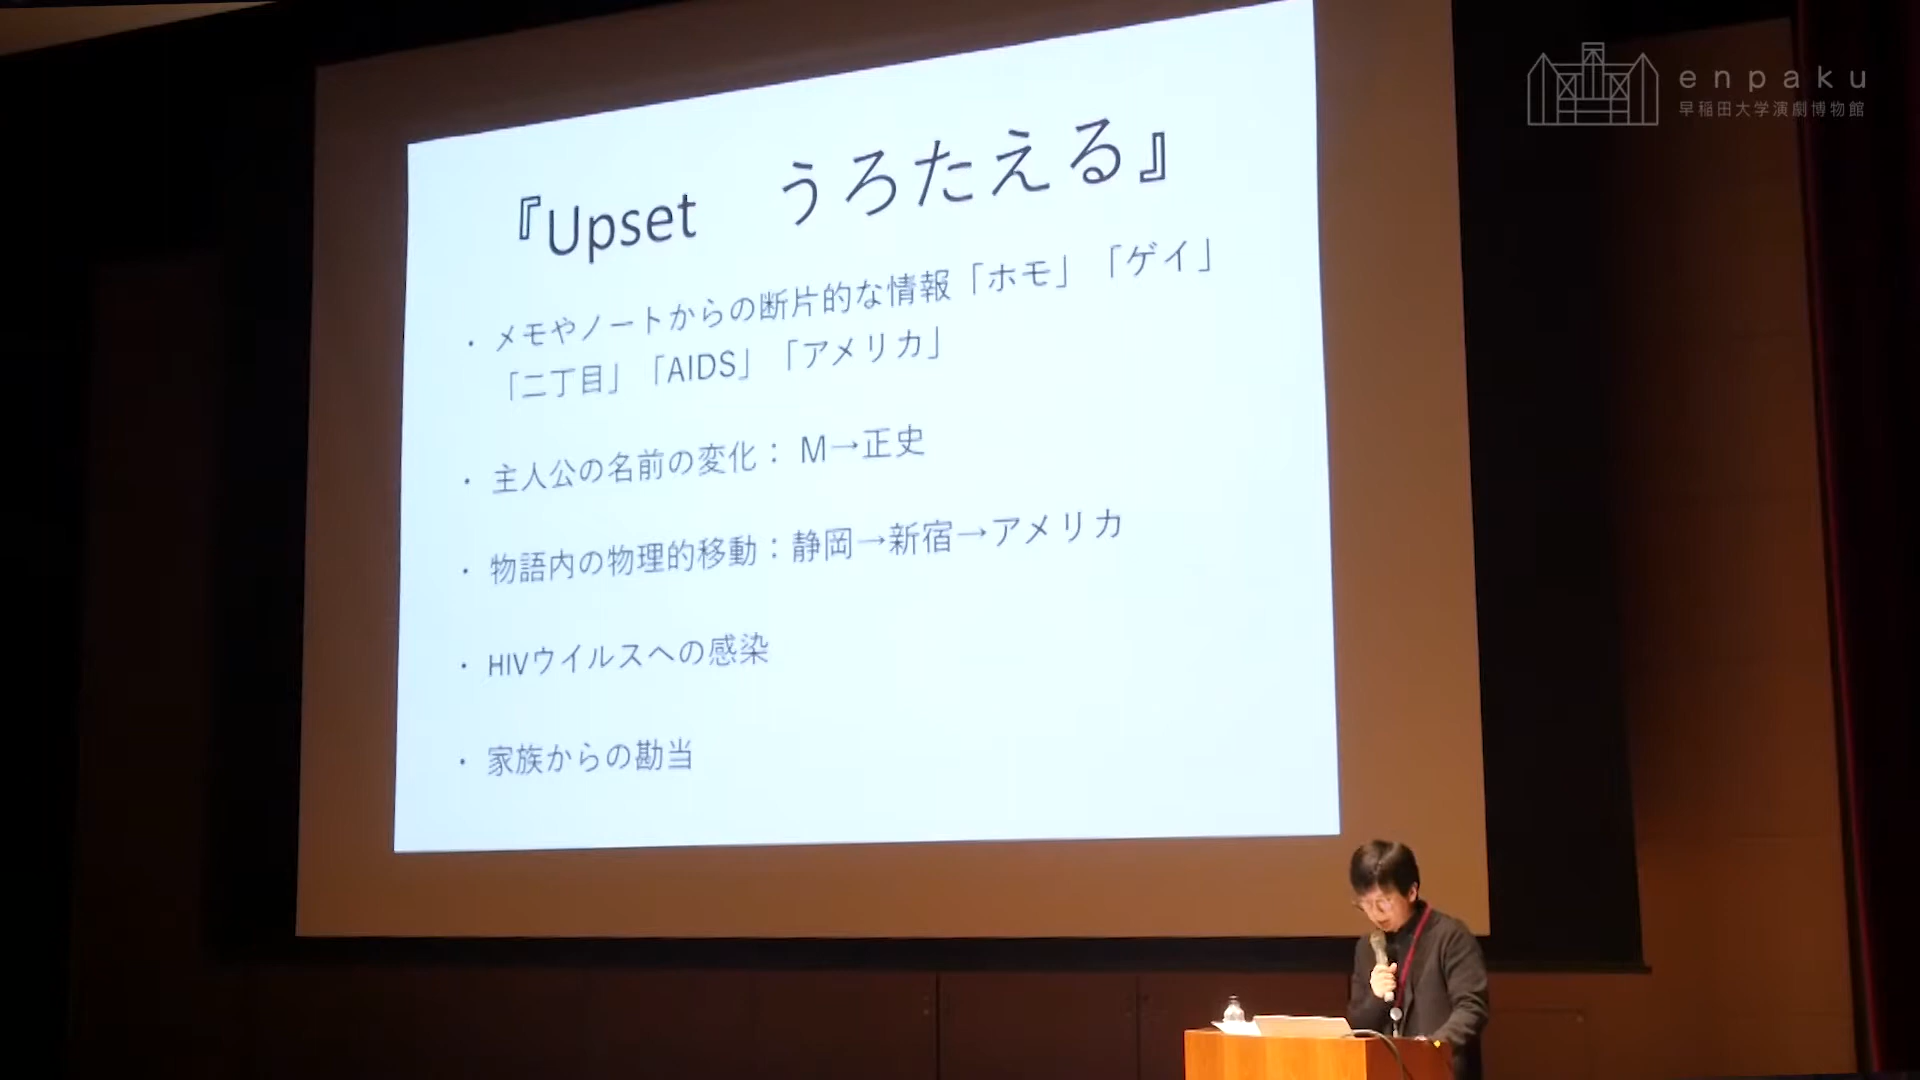 『Upset　うろたえる』
・メモやノートからの断片的な情報「ホモ」「ゲイ」
「二丁目」「AIDS」「アメリカ」
・主人公の名前の変化：M→正史
・物語内の物理的移動：静岡→新宿→アメリカ
・HIVウイルスへの感染
・家族からの勘当
enpaku
早稲田大学演劇博物館